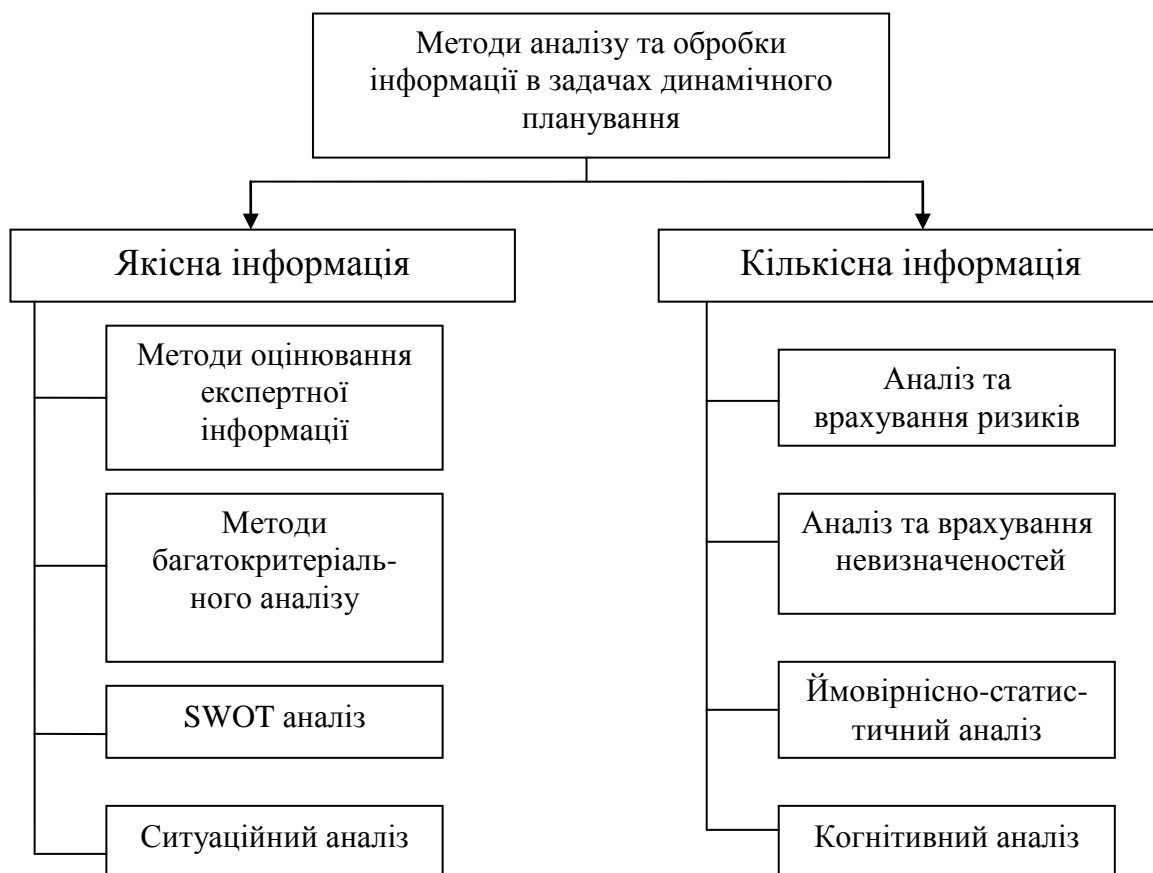 Методи аналізу та обробки
інформації в задачах динамічного
планування
Якісна інформація
Методи оцінювання
експертної
інформації
Методи
багатокритеріаль-
ного аналізу
SWOT аналіз
Ситуаційний аналіз
Кількісна інформація
Аналіз та
врахування ризиків
Аналіз та врахування
невизначеностей
Ймовірнісно-статис-
тичний аналіз
Когнітивний аналіз